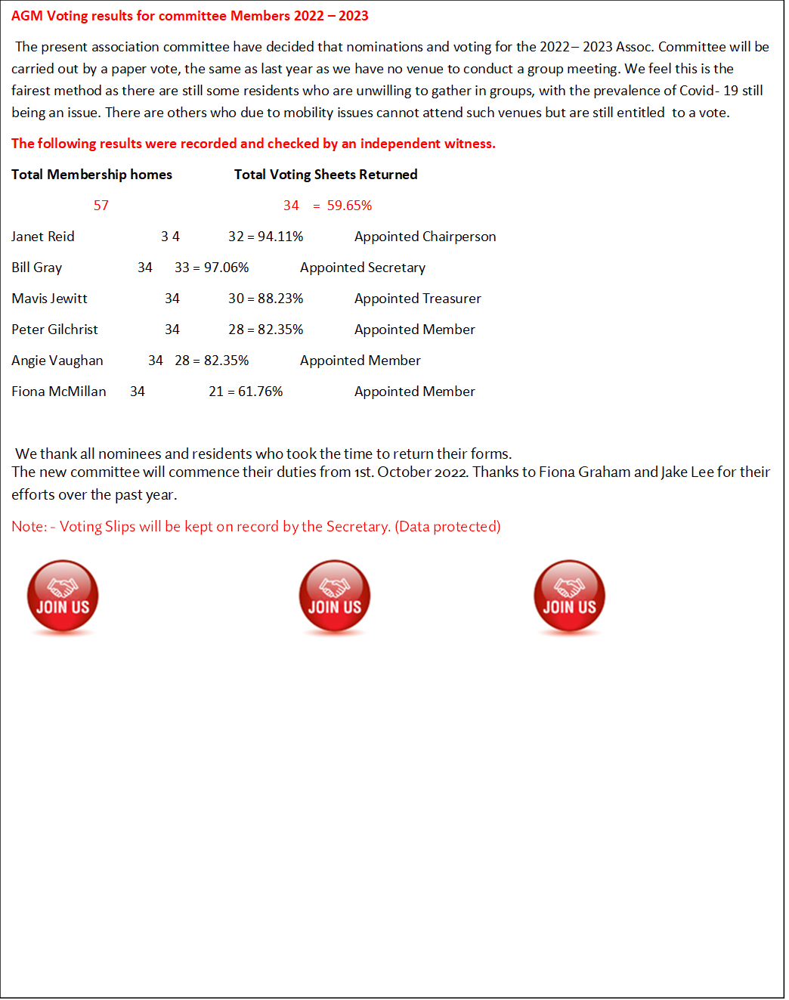 AGM Voting results for committee Members 2022 – 2023
The present association committee have decided that nominations and voting for the 2022– 2023 Assoc. Committee will be
carried out by a paper vote, the same as last year as we have no venue to conduct a group meeting. We feel this is the
fairest method as there are still some residents who are unwilling to gather in groups, with the prevalence of Covid- 19 still
being an issue. There are others who due to mobility issues cannot attend such venues but are still entitled to a vote.
The following results were recorded and checked by an independent witness.
Total Membership homes Total Voting Sheets Returned
57 34 = 59.65%
Janet Reid 3 4 32 = 94.11% Appointed Chairperson
Bill Gray 34 33 = 97.06% Appointed Secretary
Mavis Jewitt 34 30 = 88.23% Appointed Treasurer
Peter Gilchrist 34 28 = 82.35% Appointed Member
Angie Vaughan 34 28 = 82.35% Appointed Member
Fiona McMillan 34 21 = 61.76% Appointed Member
We thank all nominees and residents who took the time to return their forms.
The new committee will commence their duties from 1st. October 2022. Thanks to Fiona Graham and Jake Lee for their
efforts over the past year.
Note: - Voting Slips will be kept on record by the Secretary. (Data protected)
JOIN US JOIN US JOIN US